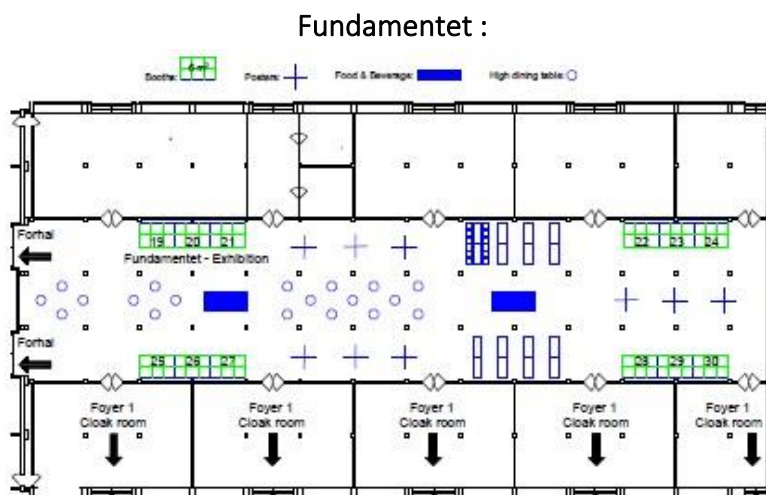 Fundamentet :
Booths: 6 m² Posters: Food & Beverage: High dining table:
Forhal
19 20 21
22 23 24
Fundamentet - Exhibition
Forhal
25 26 27
28 29 30
Foyer 1 Foyer 1 Foyer 1 Foyer 1 Foyer 1
Cloak room Cloak room Cloak room Cloak room Cloak room